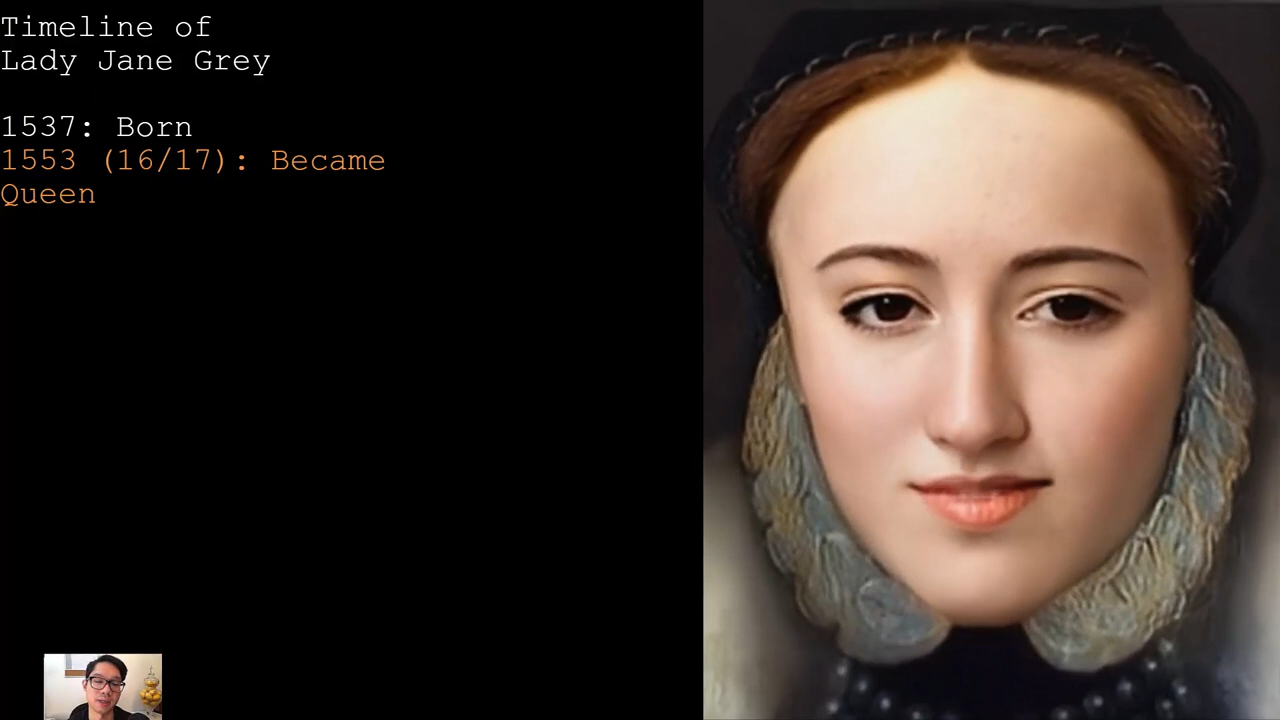 Timeline of
Lady Jane Grey
1537: Born
1553 (16/17): Became
Queen